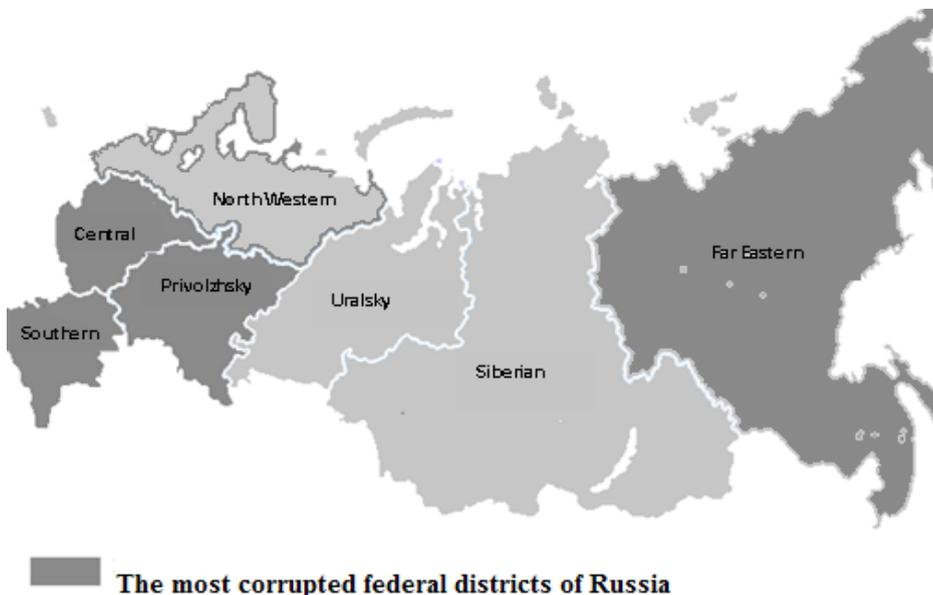 North Western
Central
Far Eastern
Privolzhsky
Uralsky
Southern
Siberian
The most corrupted federal districts of Russia